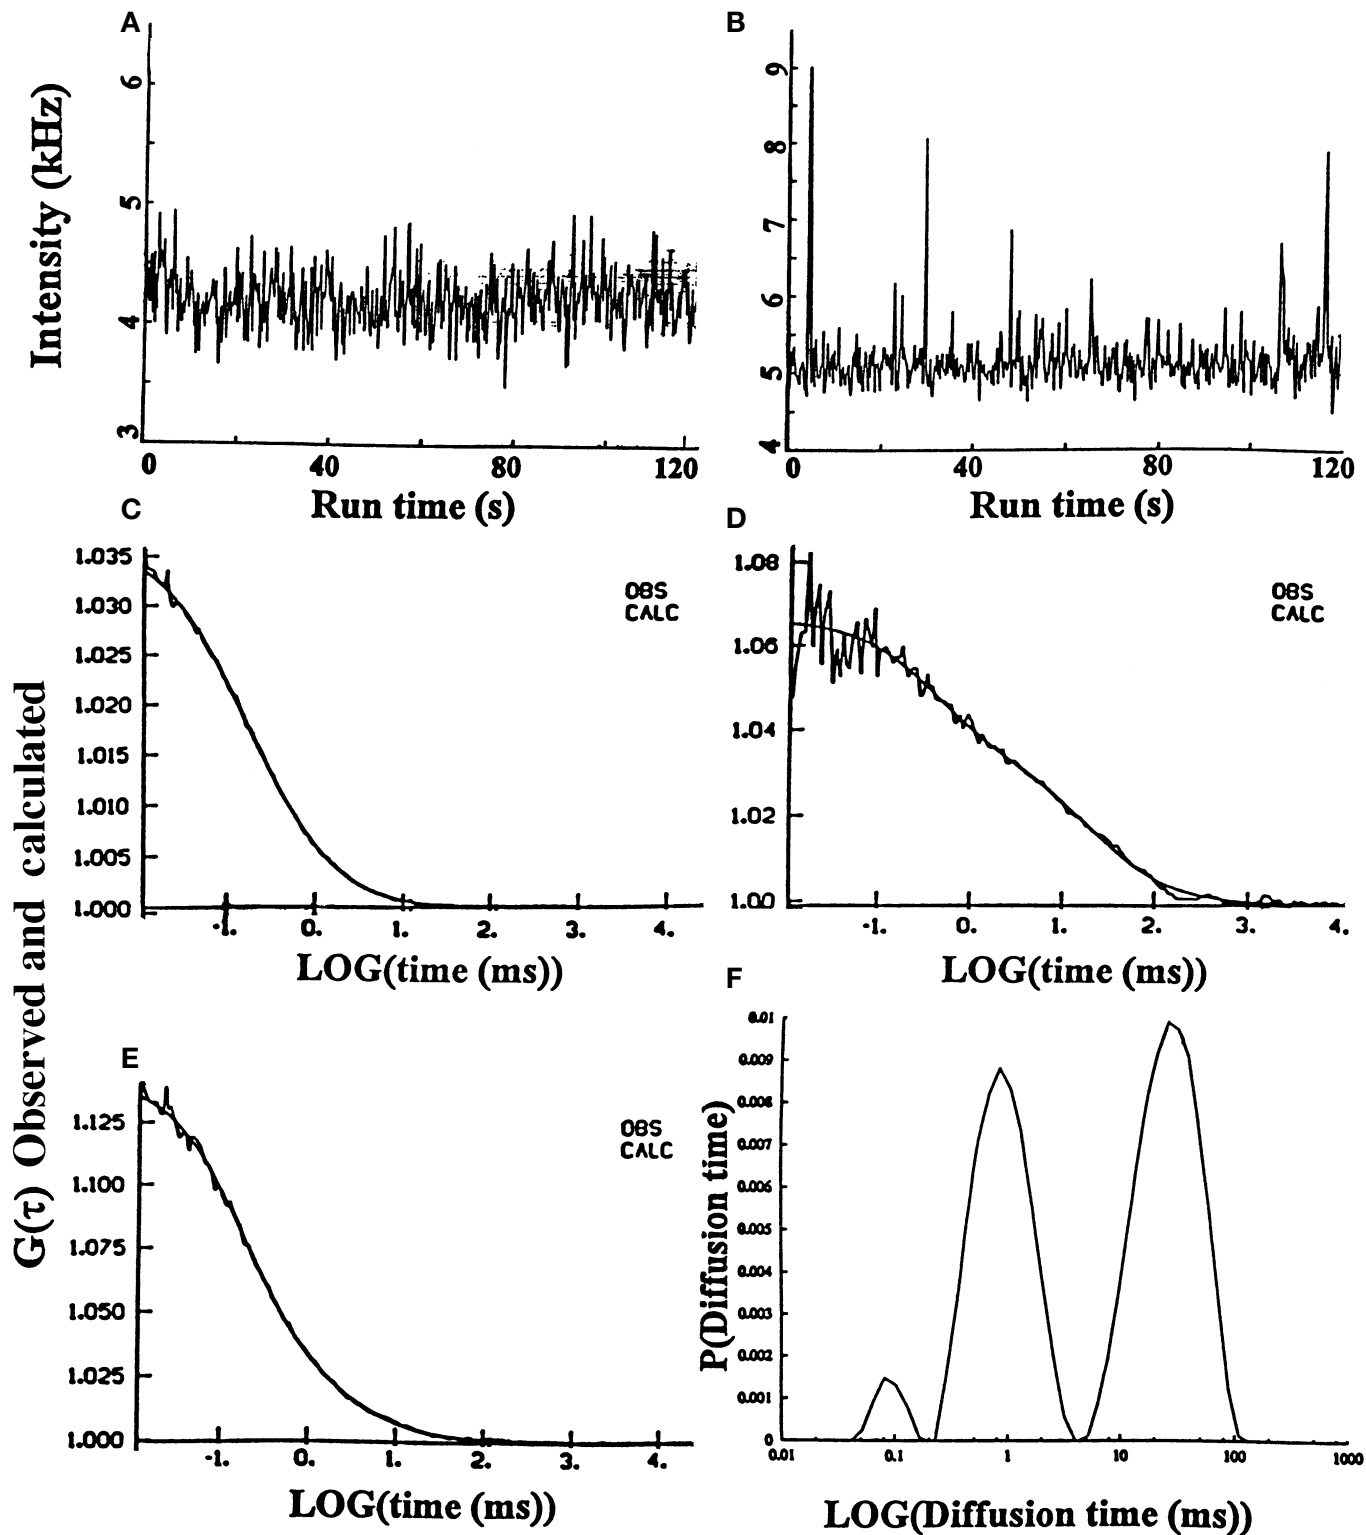 A
Intensity (kHz)
6
5
4
3
0 40 80 120
Run time (s)
B
9
8
7
6
5
4
0 40 80 120
Run time (s)
G(τ) Observed and calculated
C
1.035
1.030
1.025
1.020
1.015
1.010
1.005
1.000
OBS
CALC
-1. 0. 1. 2. 3. 4.
LOG(time (ms))
D
1.08
1.06
1.04
1.02
1.00
OBS
CALC
-1. 0. 1. 2. 3. 4.
LOG(time (ms))
E
1.125
1.100
1.075
1.050
1.025
1.000
OBS
CALC
-1. 0. 1. 2. 3. 4.
LOG(time (ms))
F
P(Diffusion time)
0.01
0.009
0.008
0.007
0.006
0.005
0.004
0.003
0.002
0.001
0
0.01 0.1 1 10 100 1000
LOG(Diffusion time (ms))